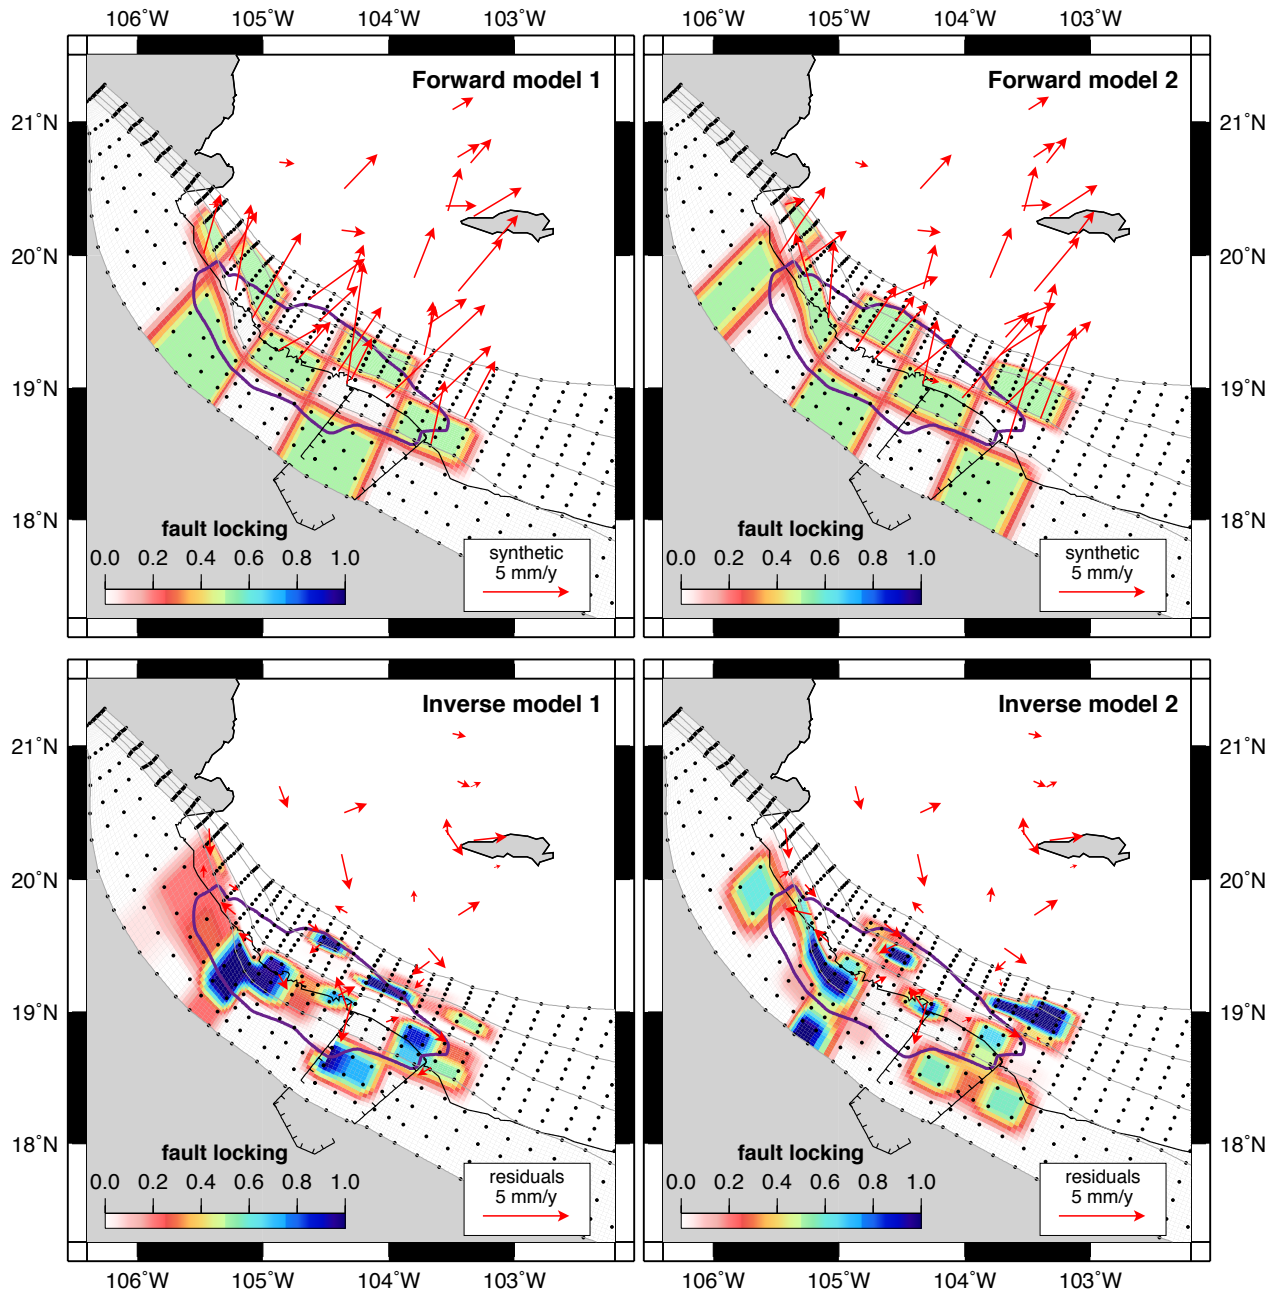 106°W 105°W 104°W 103°W 106°W 105°W 104°W 103°W
Forward model 1
21°N
20°N
19°N
18°N
fault locking
0.0 0.2 0.4 0.6 0.8 1.0
synthetic
5 mm/y
Forward model 2
21°N
20°N
19°N
18°N
fault locking
0.0 0.2 0.4 0.6 0.8 1.0
synthetic
5 mm/y
Inverse model 1
21°N
20°N
19°N
18°N
fault locking
0.0 0.2 0.4 0.6 0.8 1.0
residuals
5 mm/y
Inverse model 2
21°N
20°N
19°N
18°N
fault locking
0.0 0.2 0.4 0.6 0.8 1.0
residuals
5 mm/y
106°W 105°W 104°W 103°W 106°W 105°W 104°W 103°W